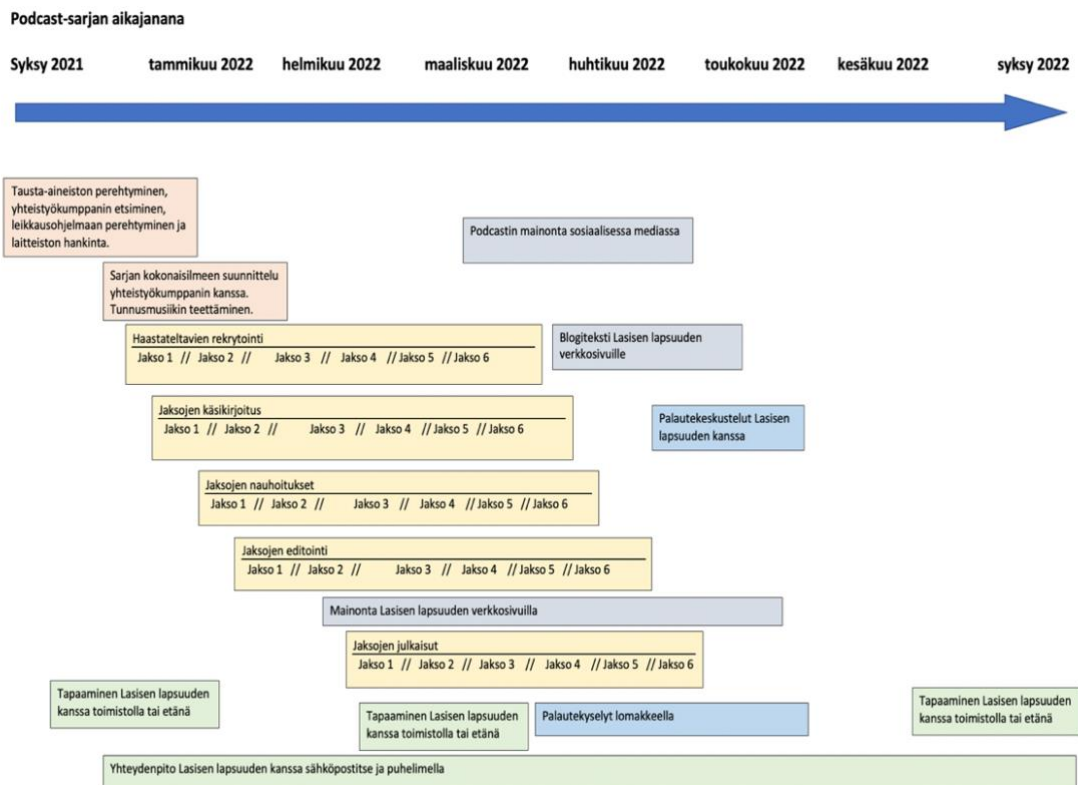 Podcast-sarjan aikajanana
Syksy 2021 tammikuu 2022 helmikuu 2022 maaliskuu 2022 huhtikuu 2022 toukokuu 2022 kesäkuu 2022 syksy 2022
Tausta-aineiston perehtyminen,
yhteistyökumppanin etsiminen,
leikkausohjelmaan perehtyminen ja
laitteiston hankinta.
Podcastin mainonta sosiaalisessa mediassa
Sarjan kokonaisilmeen suunnittelu
yhteistyökumppanin kanssa.
Tunnusmusiikin teettäminen.
Haastateltavien rekrytointi
Jakso 1 // Jakso 2 // Jakso 3 // Jakso 4 // Jakso 5 // Jakso 6
Blogiteksti Lasisen lapsuuden
verkkosivuille
Jaksojen käsikirjoitus
Jakso 1 // Jakso 2 // Jakso 3 // Jakso 4 // Jakso 5 // Jakso 6
Palautekeskustelut Lasisen
lapsuuden kanssa
Jaksojen nauhoitukset
Jakso 1 // Jakso 2 // Jakso 3 // Jakso 4 // Jakso 5 // Jakso 6
Jaksojen editointi
Jakso 1 // Jakso 2 // Jakso 3 // Jakso 4 // Jakso 5 // Jakso 6
Mainonta Lasisen lapsuuden verkkosivuilla
Jaksojen julkaisut
Jakso 1 // Jakso 2 // Jakso 3 // Jakso 4 // Jakso 5 // Jakso 6
Tapaaminen Lasisen lapsuuden
kanssa toimistolla tai etänä
Tapaaminen Lasisen lapsuuden
kanssa toimistolla tai etänä
Palautekyselyt lomakkeella
Tapaaminen Lasisen lapsuuden
kanssa toimistolla tai etänä
Yhteydenpito Lasisen lapsuuden kanssa sähköpostitse ja puhelimella